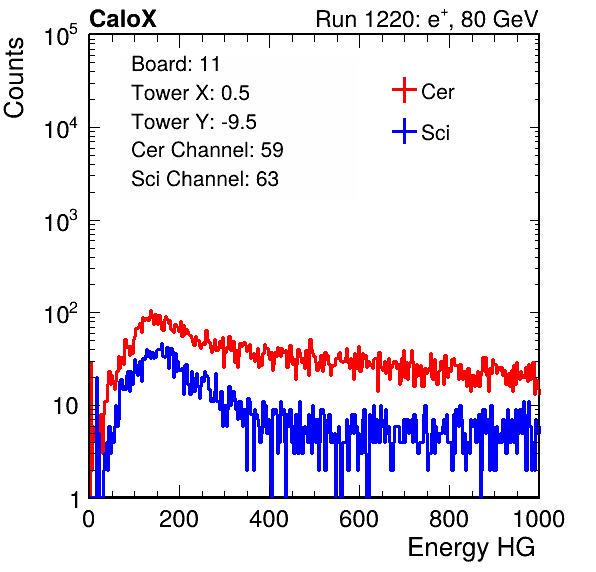 CaloX Run 1220: e⁺, 80 GeV
Counts
10⁵
10⁴
10³
10²
10
1
Board: 11
Tower X: 0.5
Tower Y: -9.5
Cer Channel: 59
Sci Channel: 63
Cer
Sci
0 200 400 600 800 1000
Energy HG